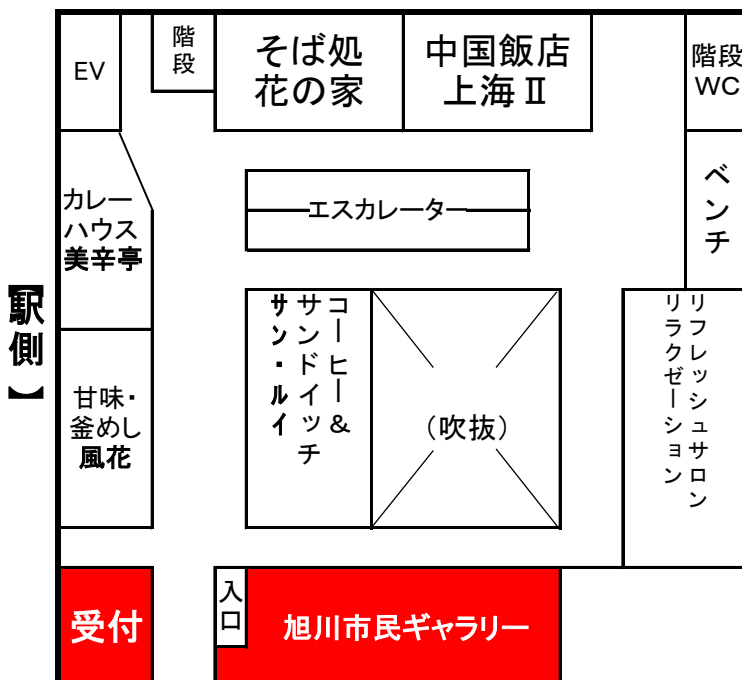 EV
階段
そば処
花の家
中国飯店
上海Ⅱ
階段
WC
カレー
ハウス
美辛亭
エスカレーター
ベンチ
【駅側】
甘味・
釜めし
風花
コーヒー&
サンドイッチ
サン・ルイ
(吹抜)
リフレッシュサロン
リラクゼーション
受付
入口
旭川市民ギャラリー